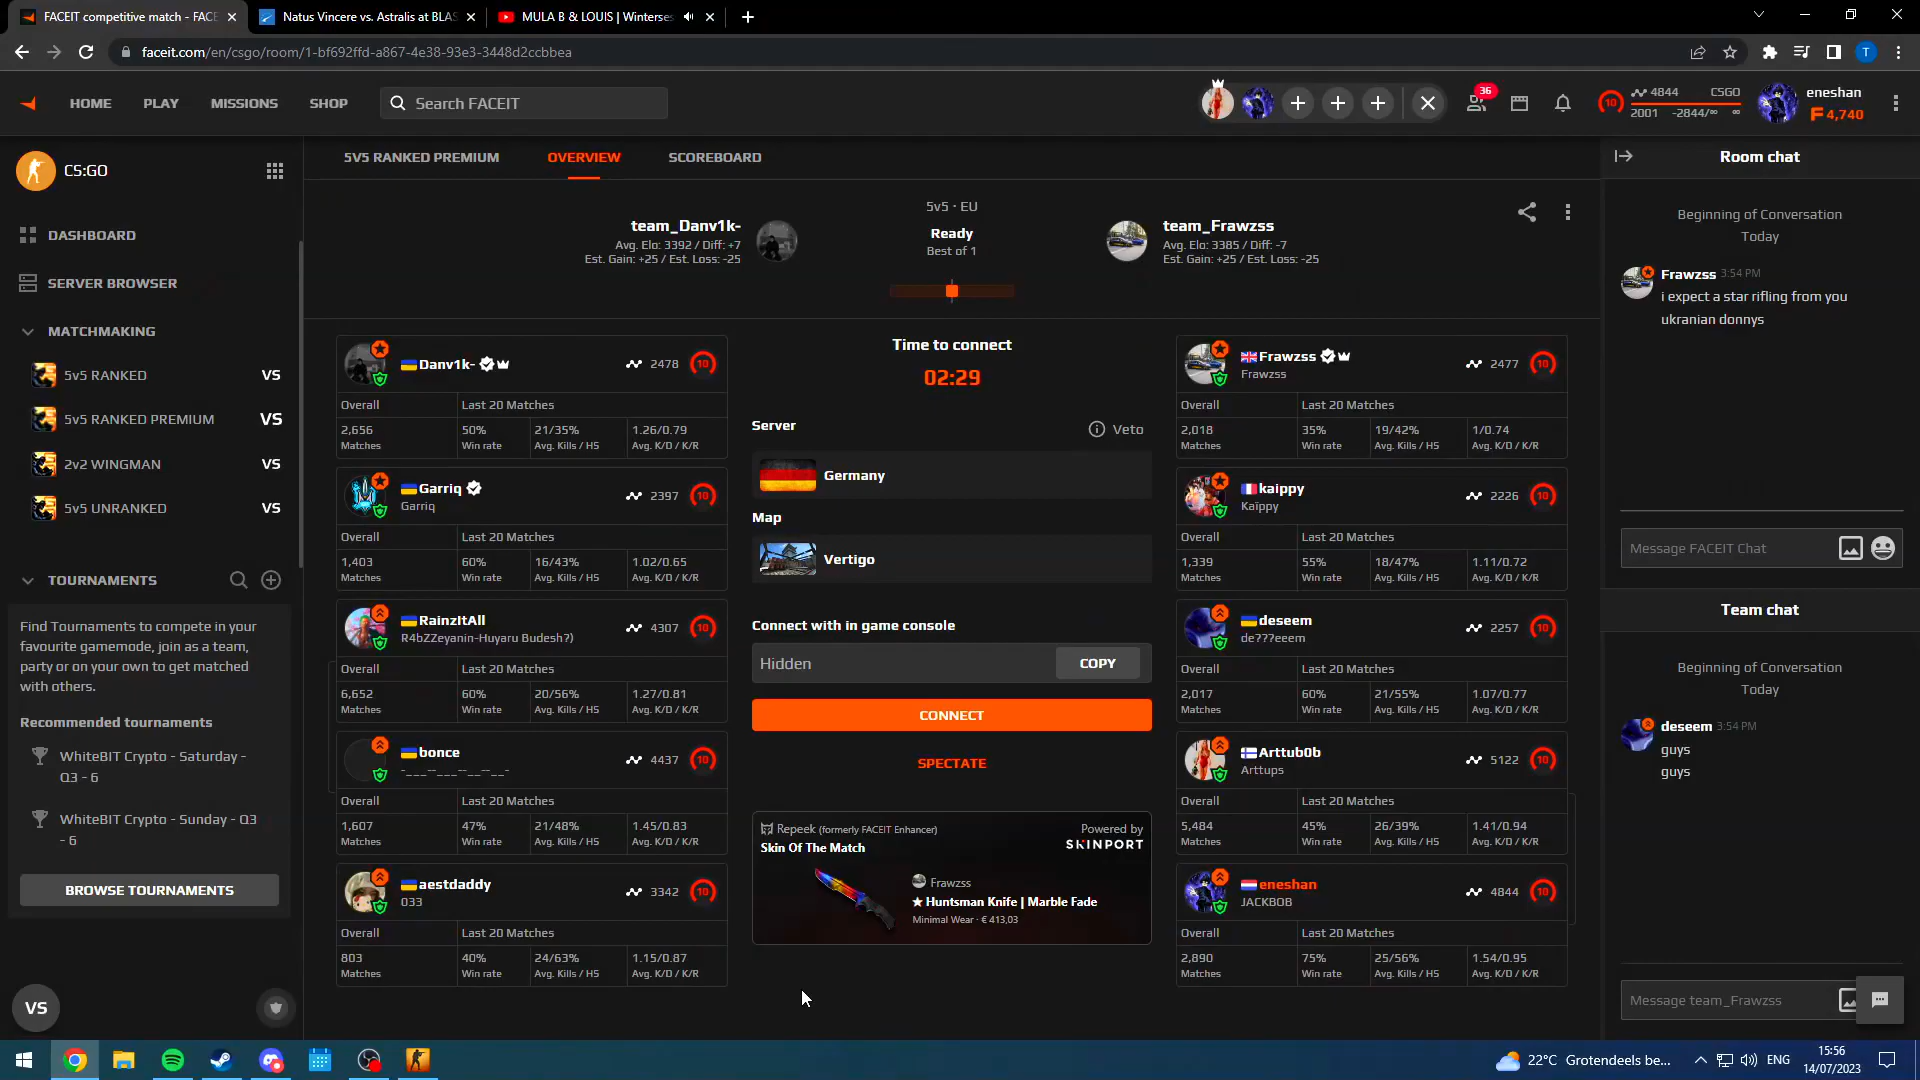 FACEIT competitive match - FACE
Natus Vincere vs. Astralis at BLAS
MULA B & LOUIS | Winterses
faceit.com/en/csgo/room/1-bf692ffd-a867-4e38-93e3-3448d2ccbbea
T
HOME
PLAY
MISSIONS
SHOP
Search FACEIT
36
10
4844
CSGO
2001
-2844/∞
∞
eneshan
4,740
CS:GO
DASHBOARD
SERVER BROWSER
MATCHMAKING
5v5 RANKED
VS
5v5 RANKED PREMIUM
VS
2v2 WINGMAN
VS
5v5 UNRANKED
VS
TOURNAMENTS
Find Tournaments to compete in your
favourite gamemode, join as a team,
party or on your own to get matched
with others.
Recommended tournaments
WhiteBIT Crypto - Saturday -
Q3 - 6
WhiteBIT Crypto - Sunday - Q3
- 6
BROWSE TOURNAMENTS
VS
5V5 RANKED PREMIUM
OVERVIEW
SCOREBOARD
team_Danv1k-
Avg. Elo: 3392 / Diff: +7
Est. Gain: +25 / Est. Loss: -25
5v5 · EU
Ready
Best of 1
team_Frawzss
Avg. Elo: 3385 / Diff: -7
Est. Gain: +25 / Est. Loss: -25
Danv1k-
2478
10
Overall
Last 20 Matches
2,656
50%
21/35%
1.26/0.79
Matches
Win rate
Avg. Kills / HS
Avg. K/D / K/R
Garriq
Garriq
2397
10
Overall
Last 20 Matches
1,403
60%
16/43%
1.02/0.65
Matches
Win rate
Avg. Kills / HS
Avg. K/D / K/R
RainzItAll
R4bZZeyanin-Huyaru Budesh?)
4307
10
Overall
Last 20 Matches
6,652
60%
20/56%
1.27/0.81
Matches
Win rate
Avg. Kills / HS
Avg. K/D / K/R
bonce
-___--___--__--__-
4437
10
Overall
Last 20 Matches
1,607
47%
21/48%
1.45/0.83
Matches
Win rate
Avg. Kills / HS
Avg. K/D / K/R
aestdaddy
033
3342
10
Overall
Last 20 Matches
803
40%
24/63%
1.15/0.87
Matches
Win rate
Avg. Kills / HS
Avg. K/D / K/R
Time to connect
02:29
Server
Veto
Germany
Map
Vertigo
Connect with in game console
Hidden
COPY
CONNECT
SPECTATE
Repeek (formerly FACEIT Enhancer)
Powered by
Skin Of The Match
SKINPORT
Frawzss
★ Huntsman Knife | Marble Fade
Minimal Wear · € 413,03
Frawzss
Frawzss
2477
10
Overall
Last 20 Matches
2,018
35%
19/42%
1/0.74
Matches
Win rate
Avg. Kills / HS
Avg. K/D / K/R
kaippy
Kaïppy
2226
10
Overall
Last 20 Matches
1,339
55%
18/47%
1.11/0.72
Matches
Win rate
Avg. Kills / HS
Avg. K/D / K/R
deseem
de???eeem
2257
10
Overall
Last 20 Matches
2,017
60%
21/55%
1.07/0.77
Matches
Win rate
Avg. Kills / HS
Avg. K/D / K/R
Arttub0b
Arttups
5122
10
Overall
Last 20 Matches
5,484
45%
26/39%
1.41/0.94
Matches
Win rate
Avg. Kills / HS
Avg. K/D / K/R
eneshan
JACKBOB
4844
10
Overall
Last 20 Matches
2,890
75%
25/56%
1.54/0.95
Matches
Win rate
Avg. Kills / HS
Avg. K/D / K/R
Room chat
Beginning of Conversation
Today
Frawzss 3:54 PM
i expect a star rifling from you
ukranian donnys
Message FACEIT Chat
Team chat
Beginning of Conversation
Today
deseem 3:54 PM
guys
guys
Message team_Frawzss
22°C Grotendeels be...
ENG
15:56
14/07/2023